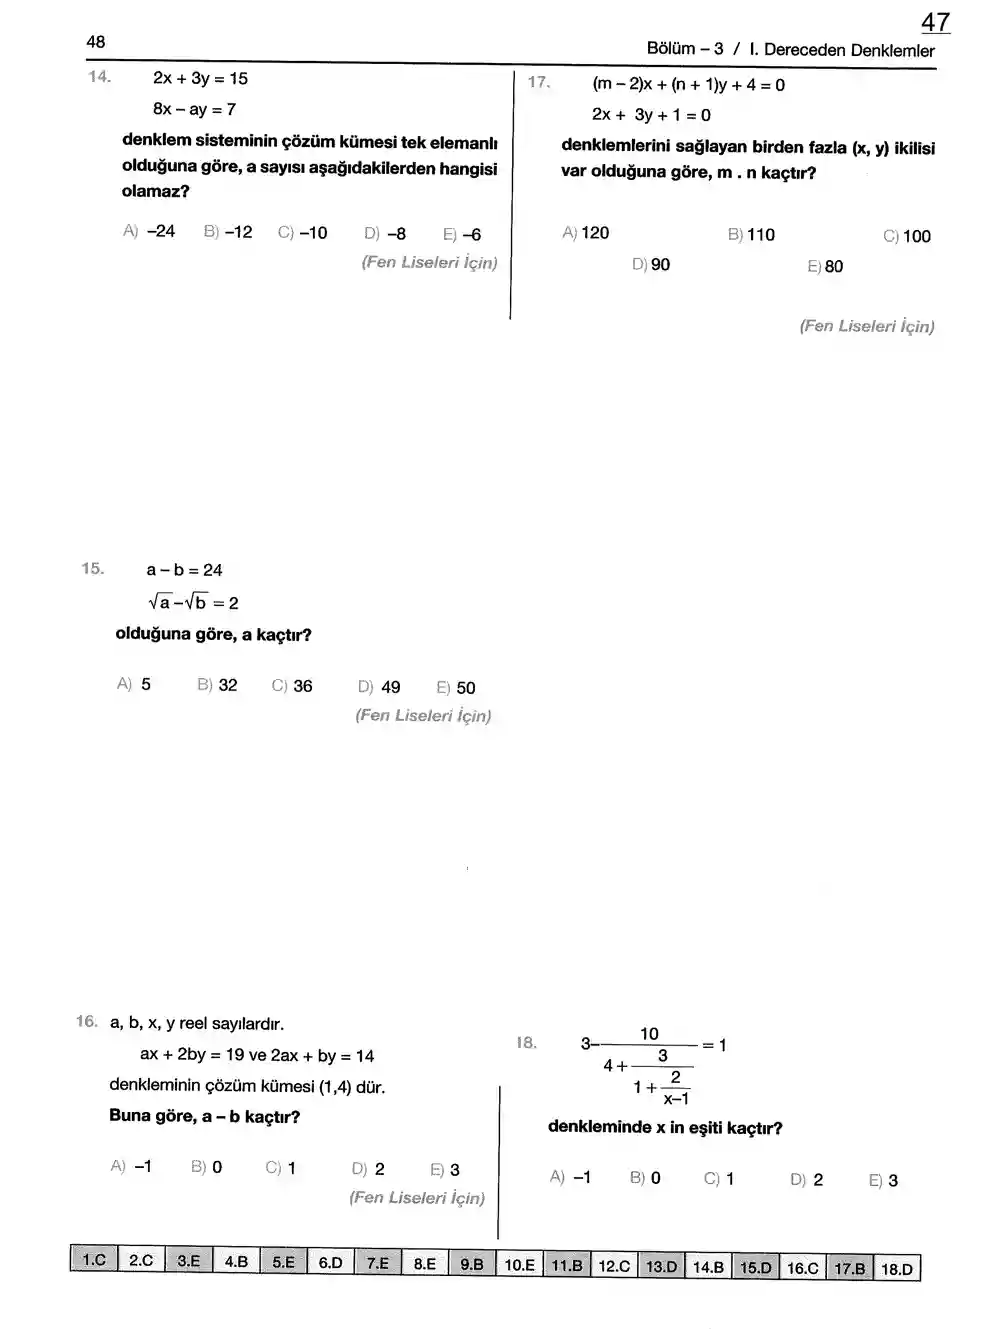 47
48
Bölüm – 3 / I. Dereceden Denklemler
14. 2x + 3y = 15
8x – ay = 7
denklem sisteminin çözüm kümesi tek elemanlı
olduğuna göre, a sayısı aşağıdakilerden hangisi
olamaz?
A) –24 B) –12 C) –10 D) –8 E) –6
(Fen Liseleri İçin)
15. a – b = 24
√a – √b = 2
olduğuna göre, a kaçtır?
A) 5 B) 32 C) 36 D) 49 E) 50
(Fen Liseleri İçin)
16. a, b, x, y reel sayılardır.
ax + 2by = 19 ve 2ax + by = 14
denkleminin çözüm kümesi (1,4) dür.
Buna göre, a – b kaçtır?
A) –1 B) 0 C) 1 D) 2 E) 3
(Fen Liseleri İçin)
17. (m – 2)x + (n + 1)y + 4 = 0
2x + 3y + 1 = 0
denklemlerini sağlayan birden fazla (x, y) ikilisi
var olduğuna göre, m . n kaçtır?
A) 120 B) 110 C) 100
D) 90 E) 80
(Fen Liseleri İçin)
18. 3– 10 = 1
4 + 3
1 + 2
x–1
denkleminde x in eşiti kaçtır?
A) –1 B) 0 C) 1 D) 2 E) 3
1.C 2.C 3.E 4.B 5.E 6.D 7.E 8.E 9.B 10.E 11.B 12.C 13.D 14.B 15.D 16.C 17.B 18.D